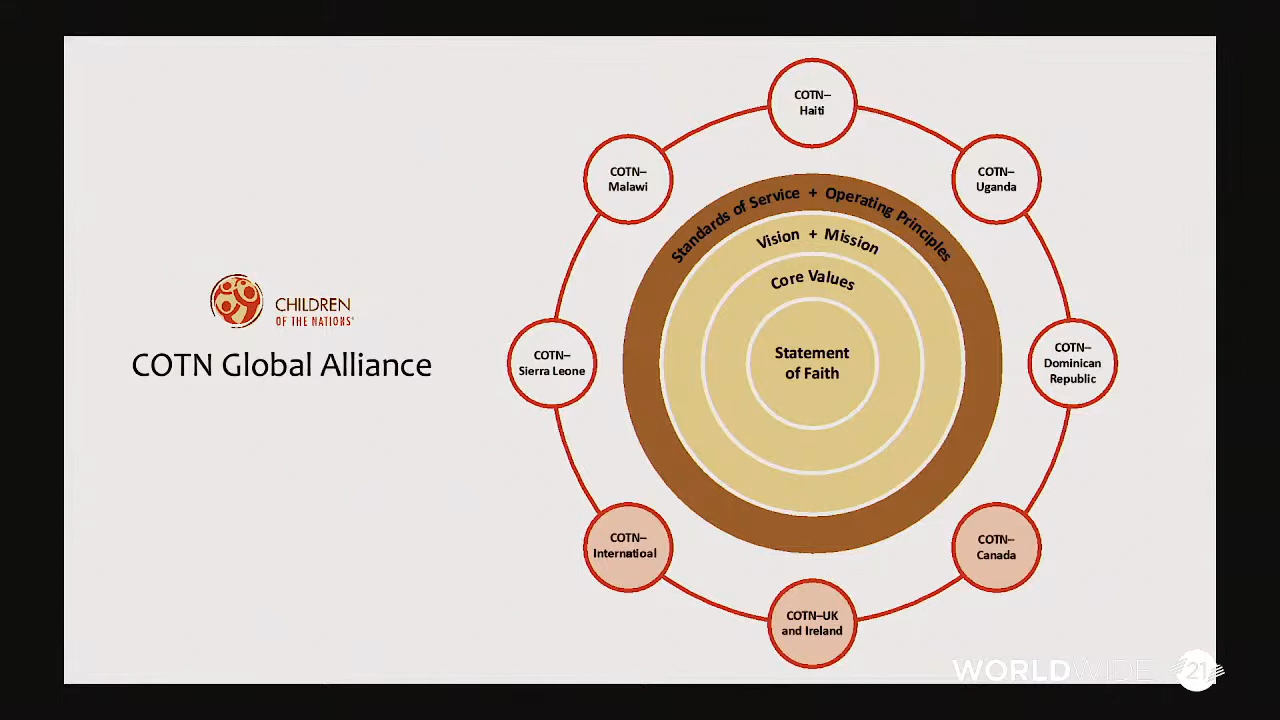 CHILDREN
OF THE NATIONS®
COTN Global Alliance
COTN–
Haiti
COTN–
Uganda
COTN–
Dominican
Republic
COTN–
Canada
COTN–UK
and Ireland
COTN–
Internatioal
COTN–
Sierra Leone
COTN–
Malawi
Standards of Service + Operating Principles
Vision + Mission
Core Values
Statement
of Faith
WORLDWIDE 21